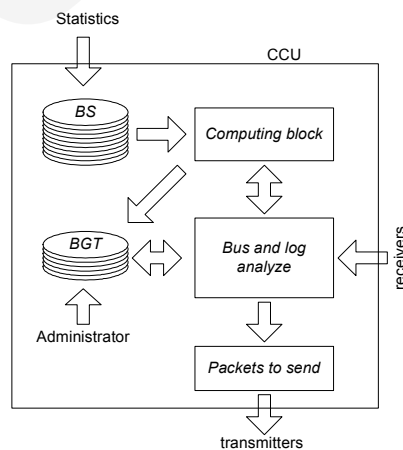 Statistics
CCU
BS
Computing block
BGT
Bus and log
analyze
receivers
Administrator
Packets to send
transmitters